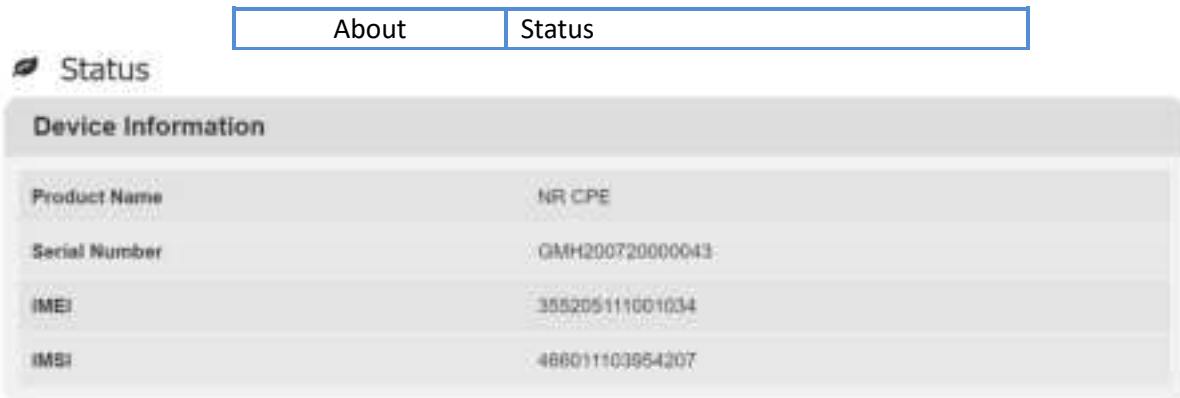 About Status
Status
Device Information
Product Name NR CPE
Serial Number GMH200720000043
IMEI 355205111001034
IMSI 466011103954207